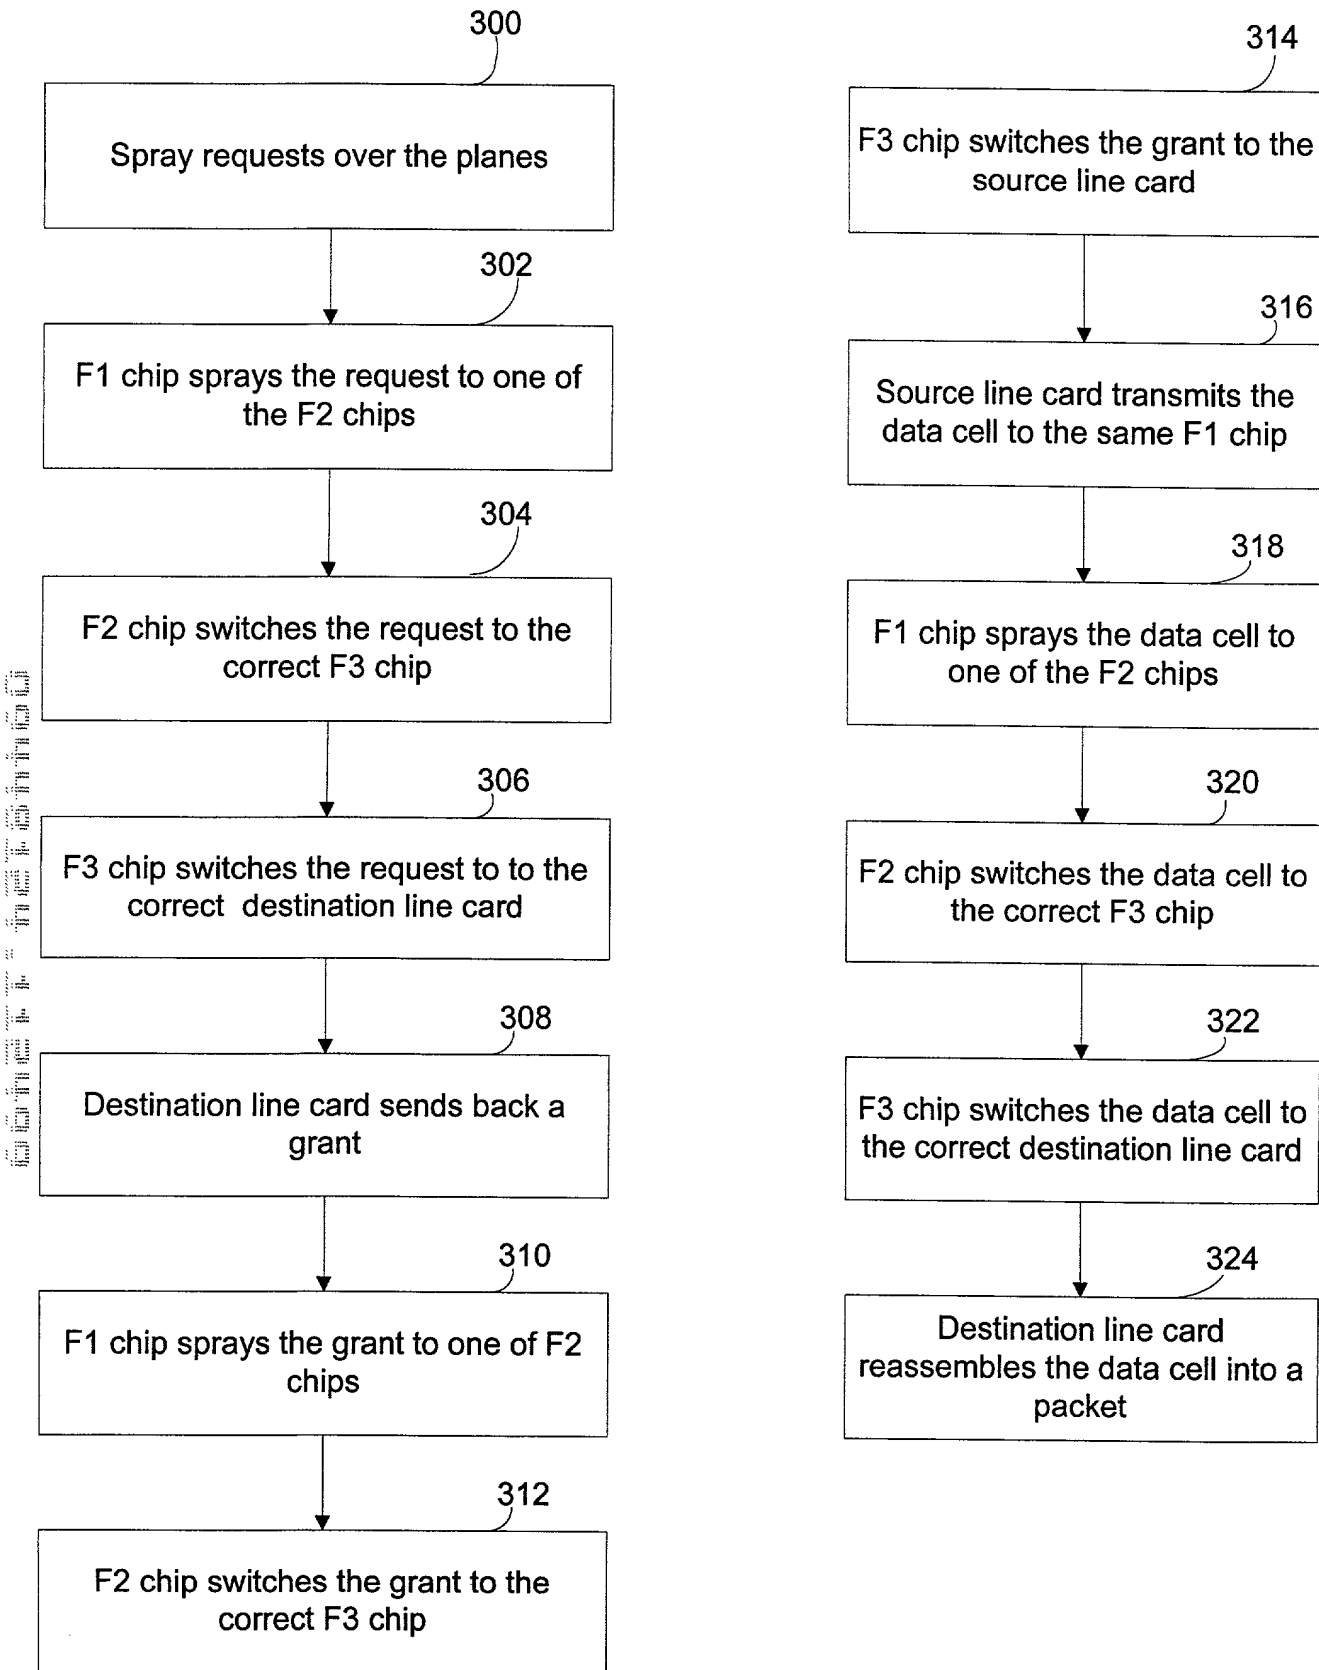 300
Spray requests over the planes
302
F1 chip sprays the request to one of
the F2 chips
304
F2 chip switches the request to the
correct F3 chip
306
F3 chip switches the request to to the
correct destination line card
308
Destination line card sends back a
grant
310
F1 chip sprays the grant to one of F2
chips
312
F2 chip switches the grant to the
correct F3 chip
314
F3 chip switches the grant to the
source line card
316
Source line card transmits the
data cell to the same F1 chip
318
F1 chip sprays the data cell to
one of the F2 chips
320
F2 chip switches the data cell to
the correct F3 chip
322
F3 chip switches the data cell to
the correct destination line card
324
Destination line card
reassembles the data cell into a
packet